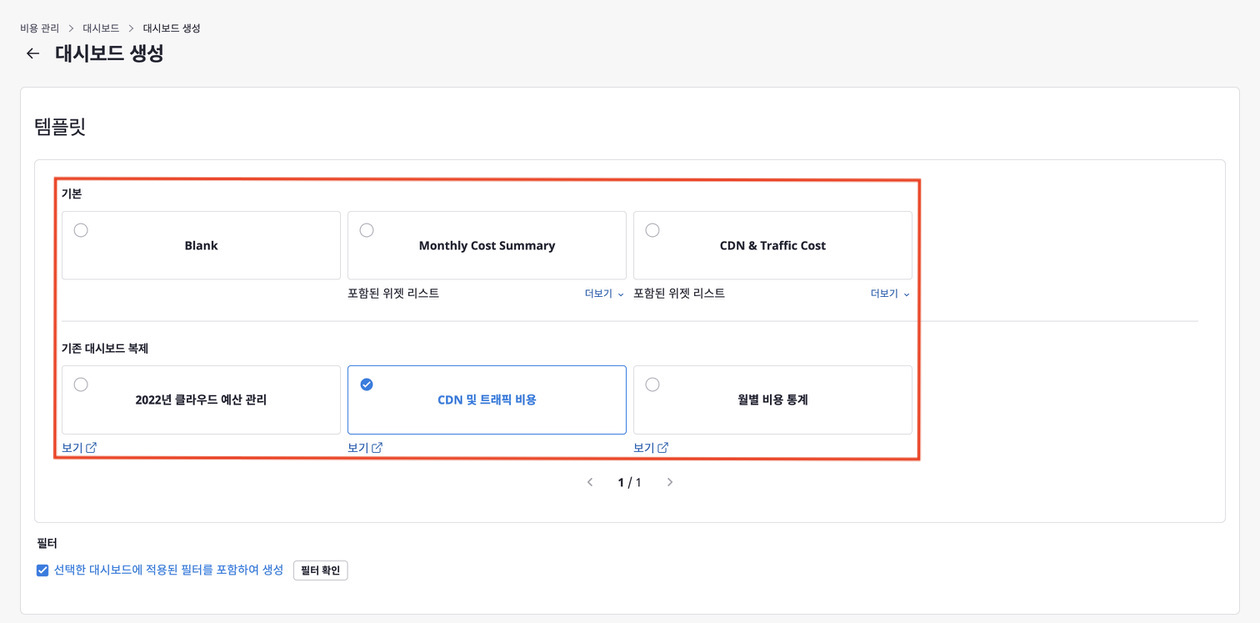 비용 관리 > 대시보드 > 대시보드 생성
← 대시보드 생성
템플릿
기본
Blank
Monthly Cost Summary
CDN & Traffic Cost
포함된 위젯 리스트 더보기
포함된 위젯 리스트 더보기
기존 대시보드 복제
2022년 클라우드 예산 관리
CDN 및 트래픽 비용
월별 비용 통계
보기
보기
보기
< 1 / 1 >
필터
선택한 대시보드에 적용된 필터를 포함하여 생성 필터 확인